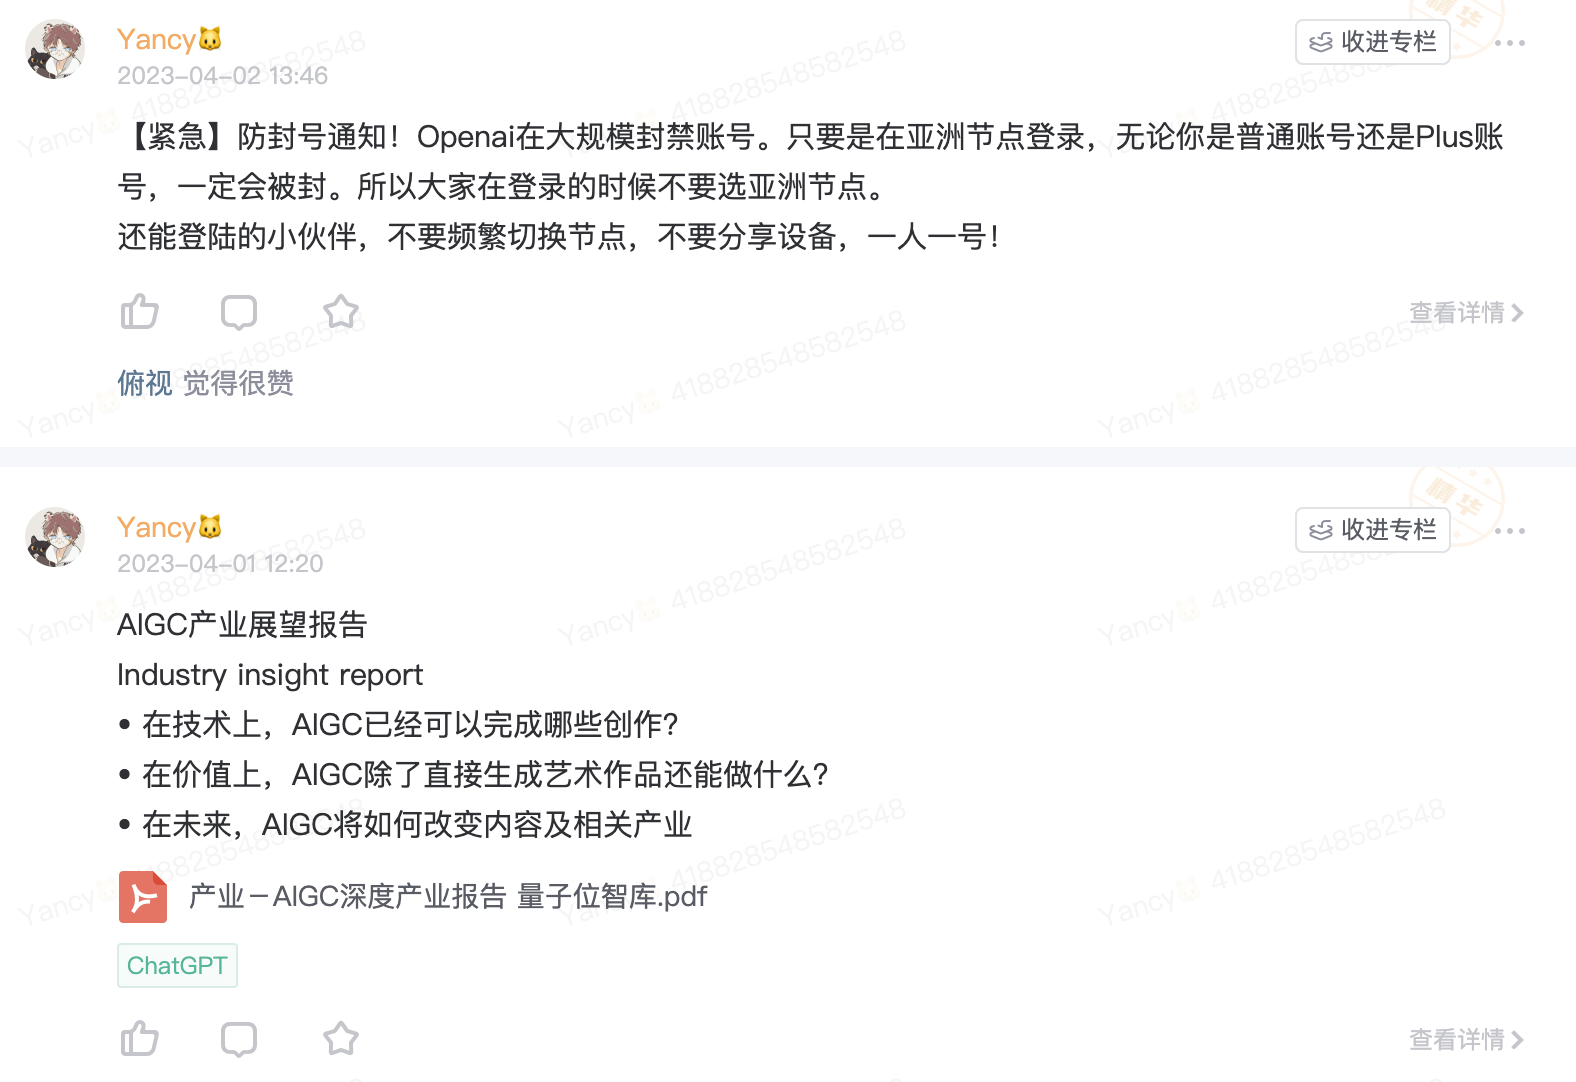 Yancy🐱
2023-04-02 13:46
收进专栏
精华
【紧急】防封号通知！Openai在大规模封禁账号。只要是在亚洲节点登录，无论你是普通账号还是Plus账
号，一定会被封。所以大家在登录的时候不要选亚洲节点。
还能登陆的小伙伴，不要频繁切换节点，不要分享设备，一人一号！
查看详情
俯视 觉得很赞
Yancy🐱
2023-04-01 12:20
收进专栏
精华
AIGC产业展望报告
Industry insight report
• 在技术上，AIGC已经可以完成哪些创作？
• 在价值上，AIGC除了直接生成艺术作品还能做什么？
• 在未来，AIGC将如何改变内容及相关产业
产业－AIGC深度产业报告 量子位智库.pdf
ChatGPT
查看详情
Yancy🐱 418828548582548